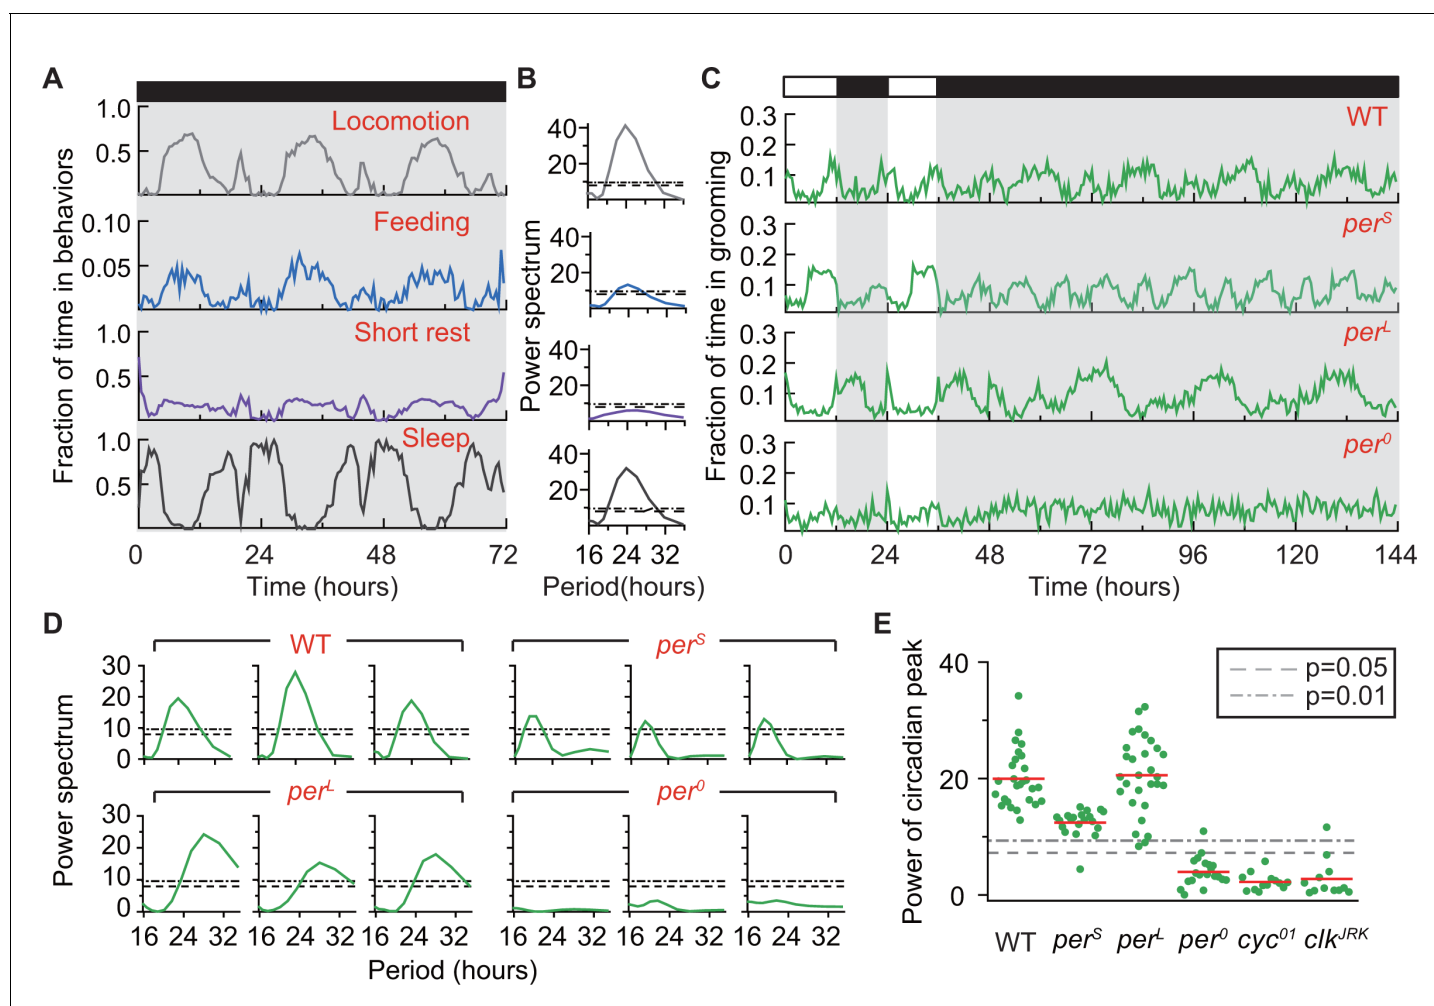 A
B
C
1.0
0.5
Locomotion
0.10
0.05
Feeding
1.0
0.5
Short rest
1.0
0.5
Sleep
Fraction of time in behaviors
0 24 48 72
Time (hours)
40
20
40
20
40
20
40
20
Power spectrum
16 24 32
Period(hours)
0.3
0.2
0.1
WT
0.3
0.2
0.1
perS
0.3
0.2
0.1
perL
0.3
0.2
0.1
per0
Fraction of time in grooming
0 24 48 72 96 120 144
Time (hours)
D
WT
perS
30
20
10
0
perL
per0
30
20
10
0
Power spectrum
16 24 32 16 24 32 16 24 32 16 24 32 16 24 32 16 24 32
Period (hours)
E
p=0.05
p=0.01
40
20
0
Power of circadian peak
WT perS perL per0 cyc01 clkJRK